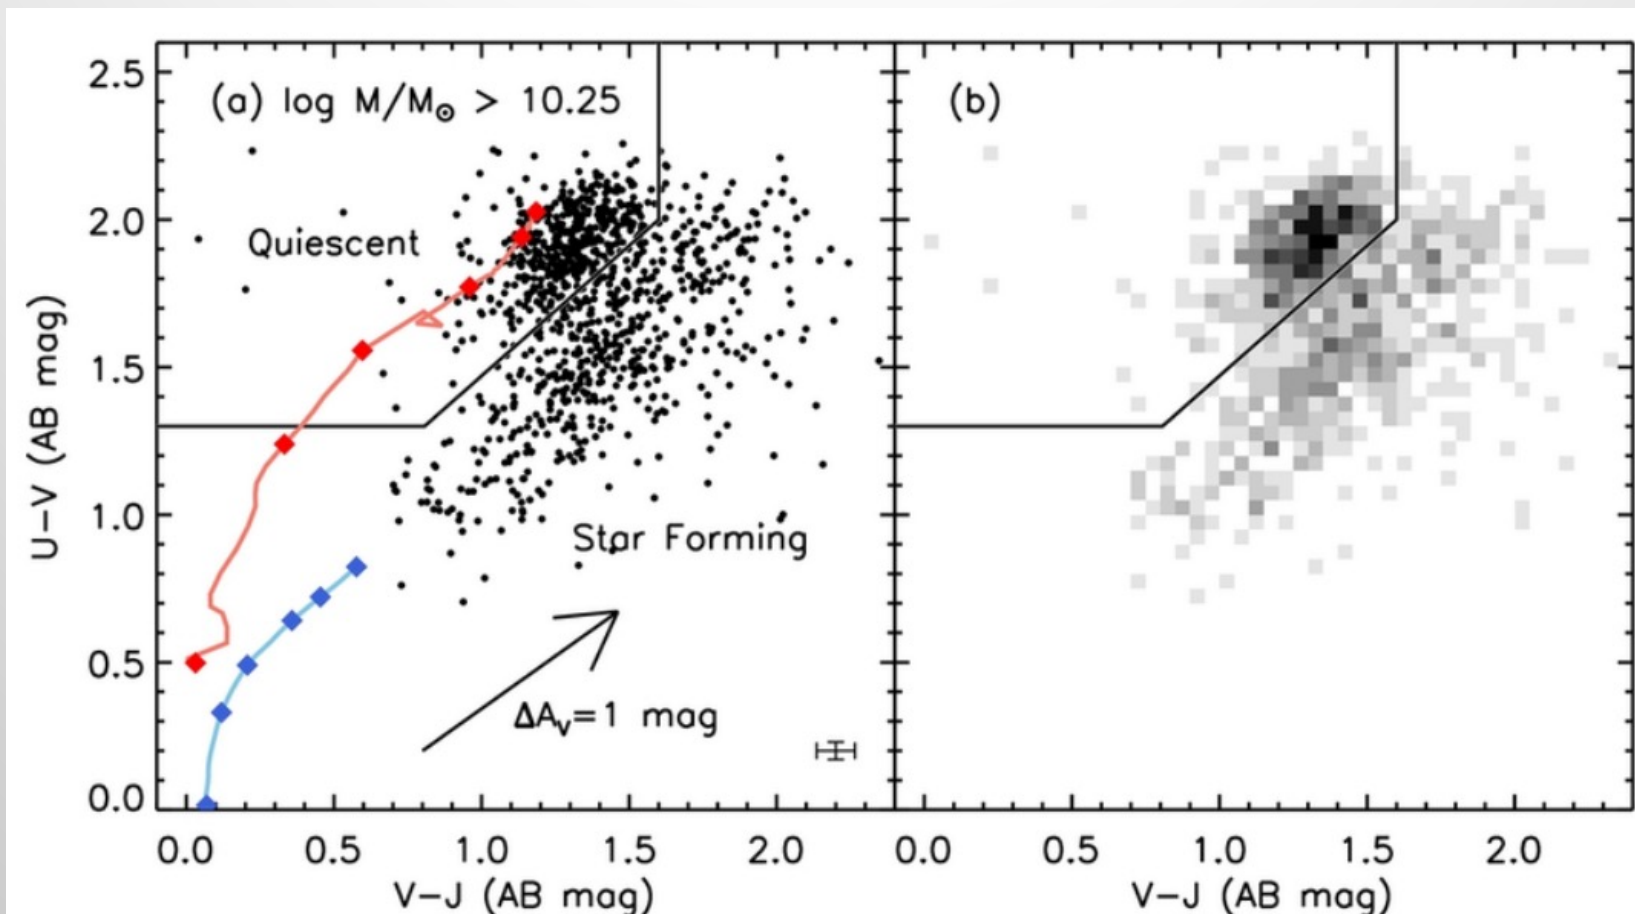 (a) log M/M⊙ > 10.25
(b)
Quiescent
Star Forming
ΔAv=1 mag
U−V (AB mag)
2.5
2.0
1.5
1.0
0.5
0.0
0.0 0.5 1.0 1.5 2.0
0.0 0.5 1.0 1.5 2.0
V−J (AB mag)
V−J (AB mag)